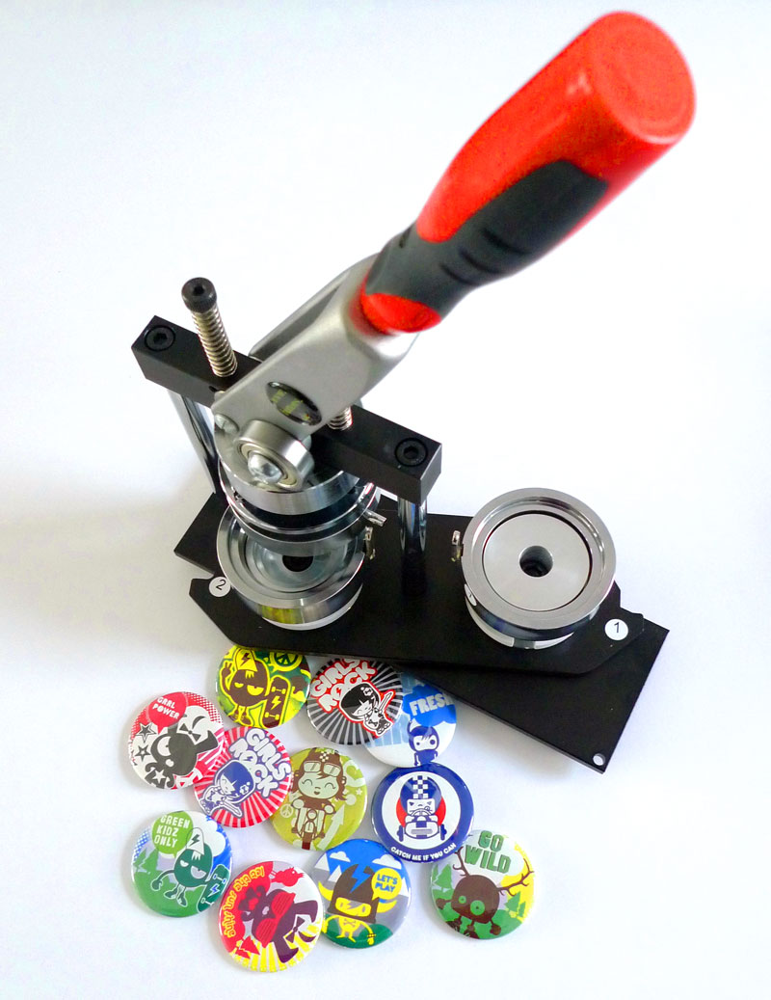 2
1
GIRLS
ROCK
FRESH
GRRL
POWER
GIRLS
ROCK
GREEN
KIDZ
ONLY
CATCH ME IF YOU CAN
GO
WILD
LET'S
PLAY